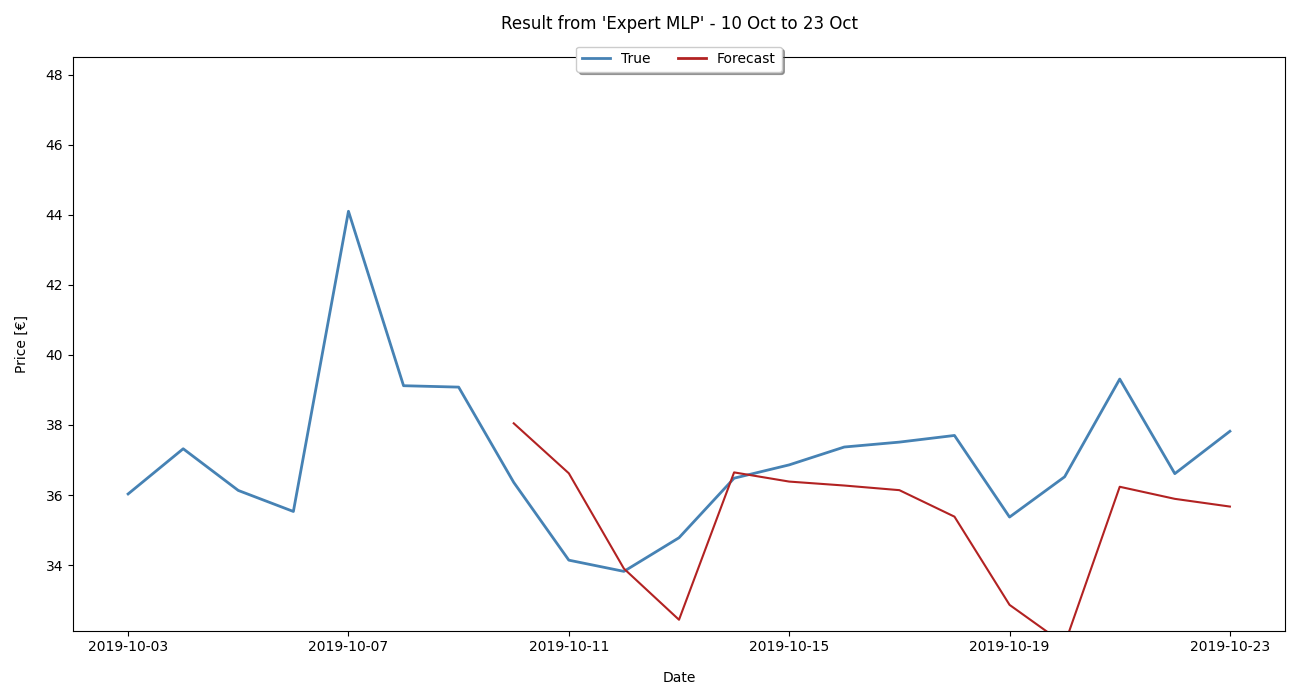 Result from 'Expert MLP' - 10 Oct to 23 Oct
True Forecast
48
46
44
42
40
38
36
34
Price [€]
2019-10-03 2019-10-07 2019-10-11 2019-10-15 2019-10-19 2019-10-23
Date